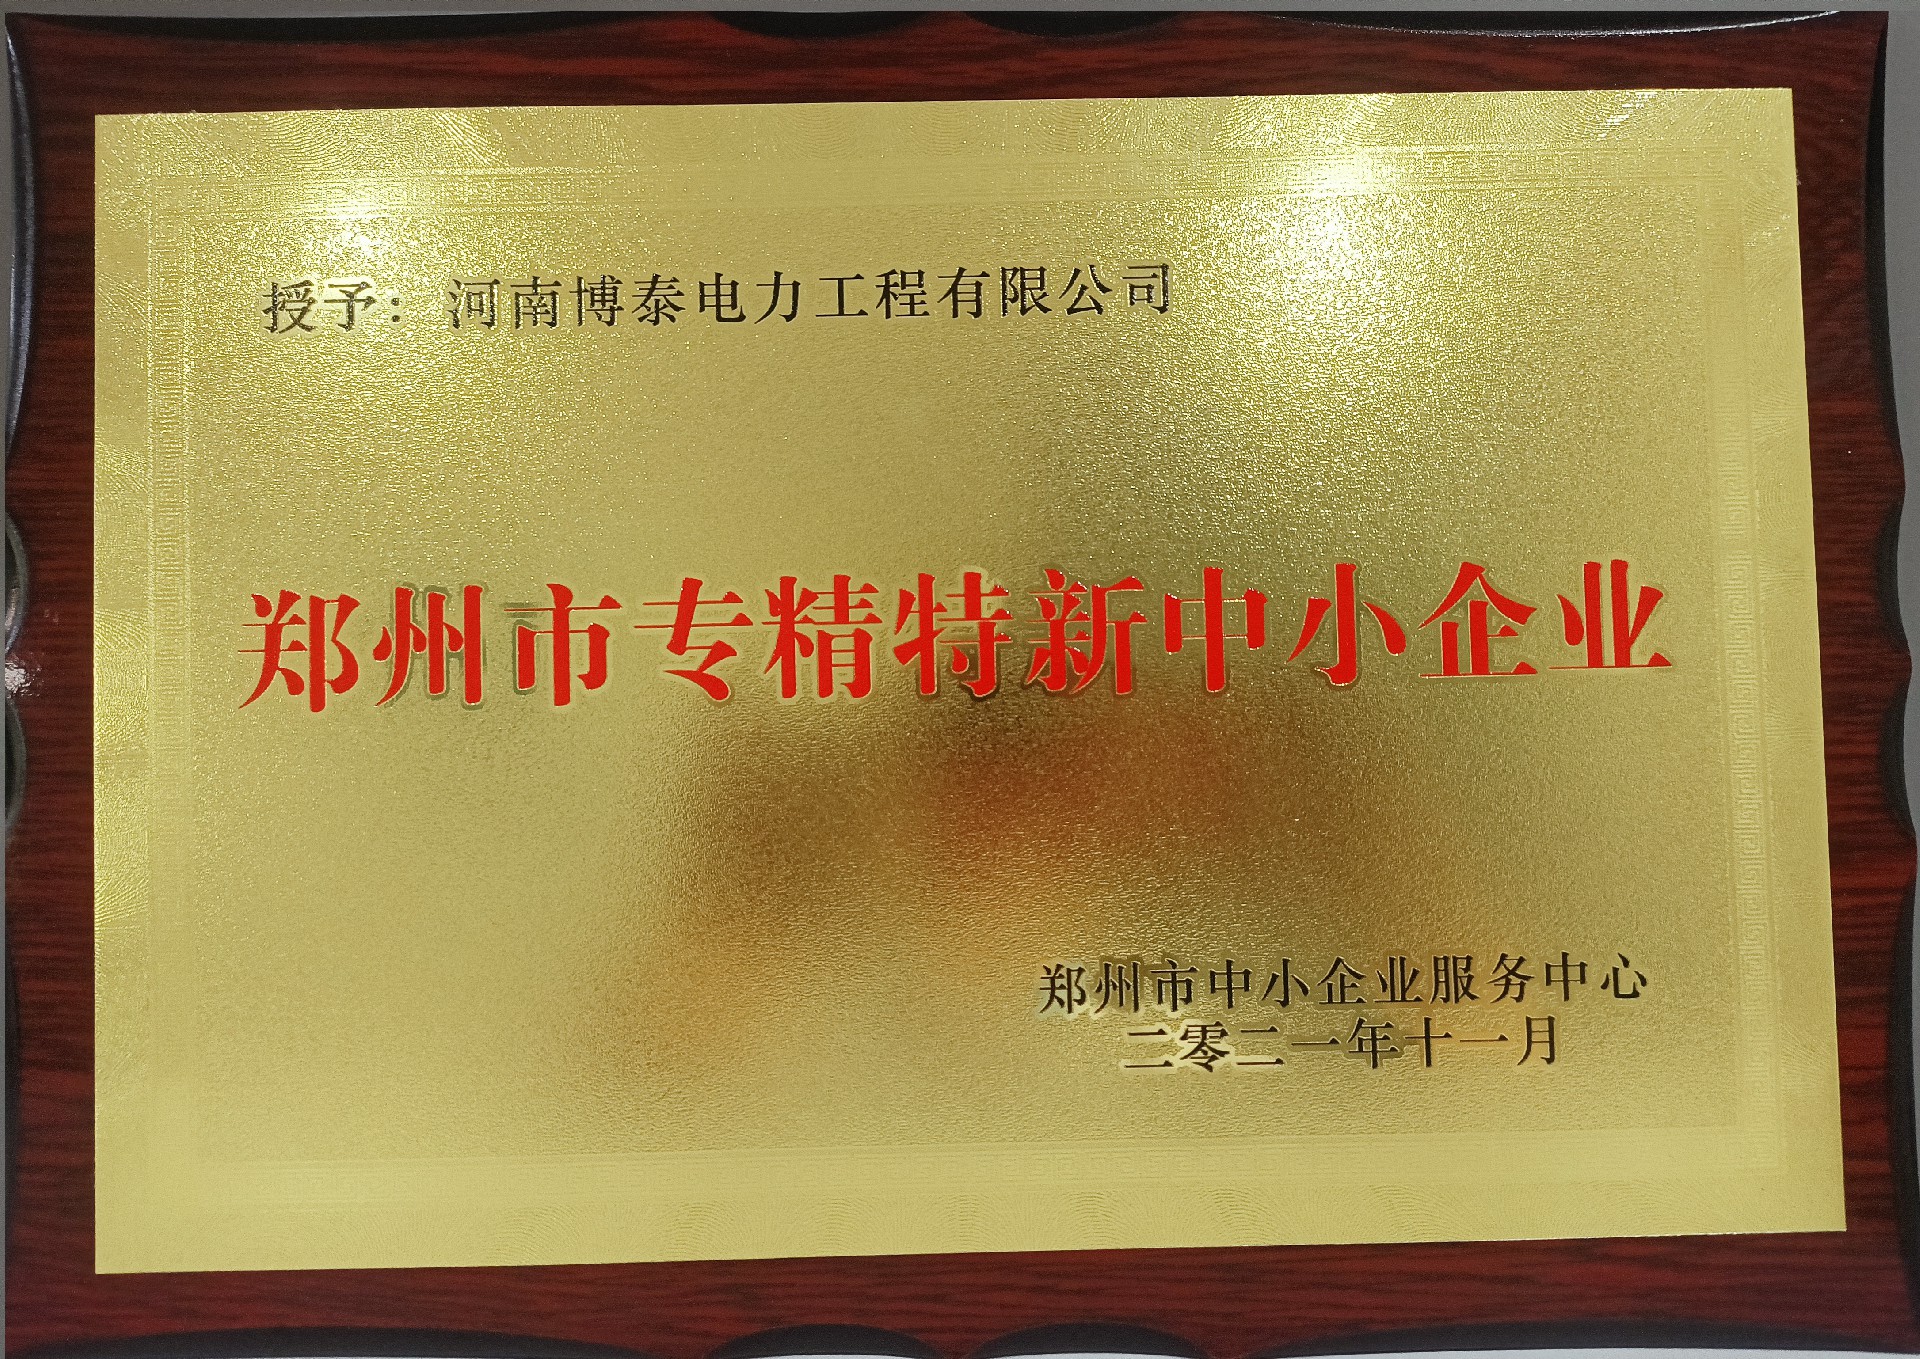 授予：河南博泰电力工程有限公司
郑州市专精特新中小企业
郑州市中小企业服务中心
二零二一年十一月